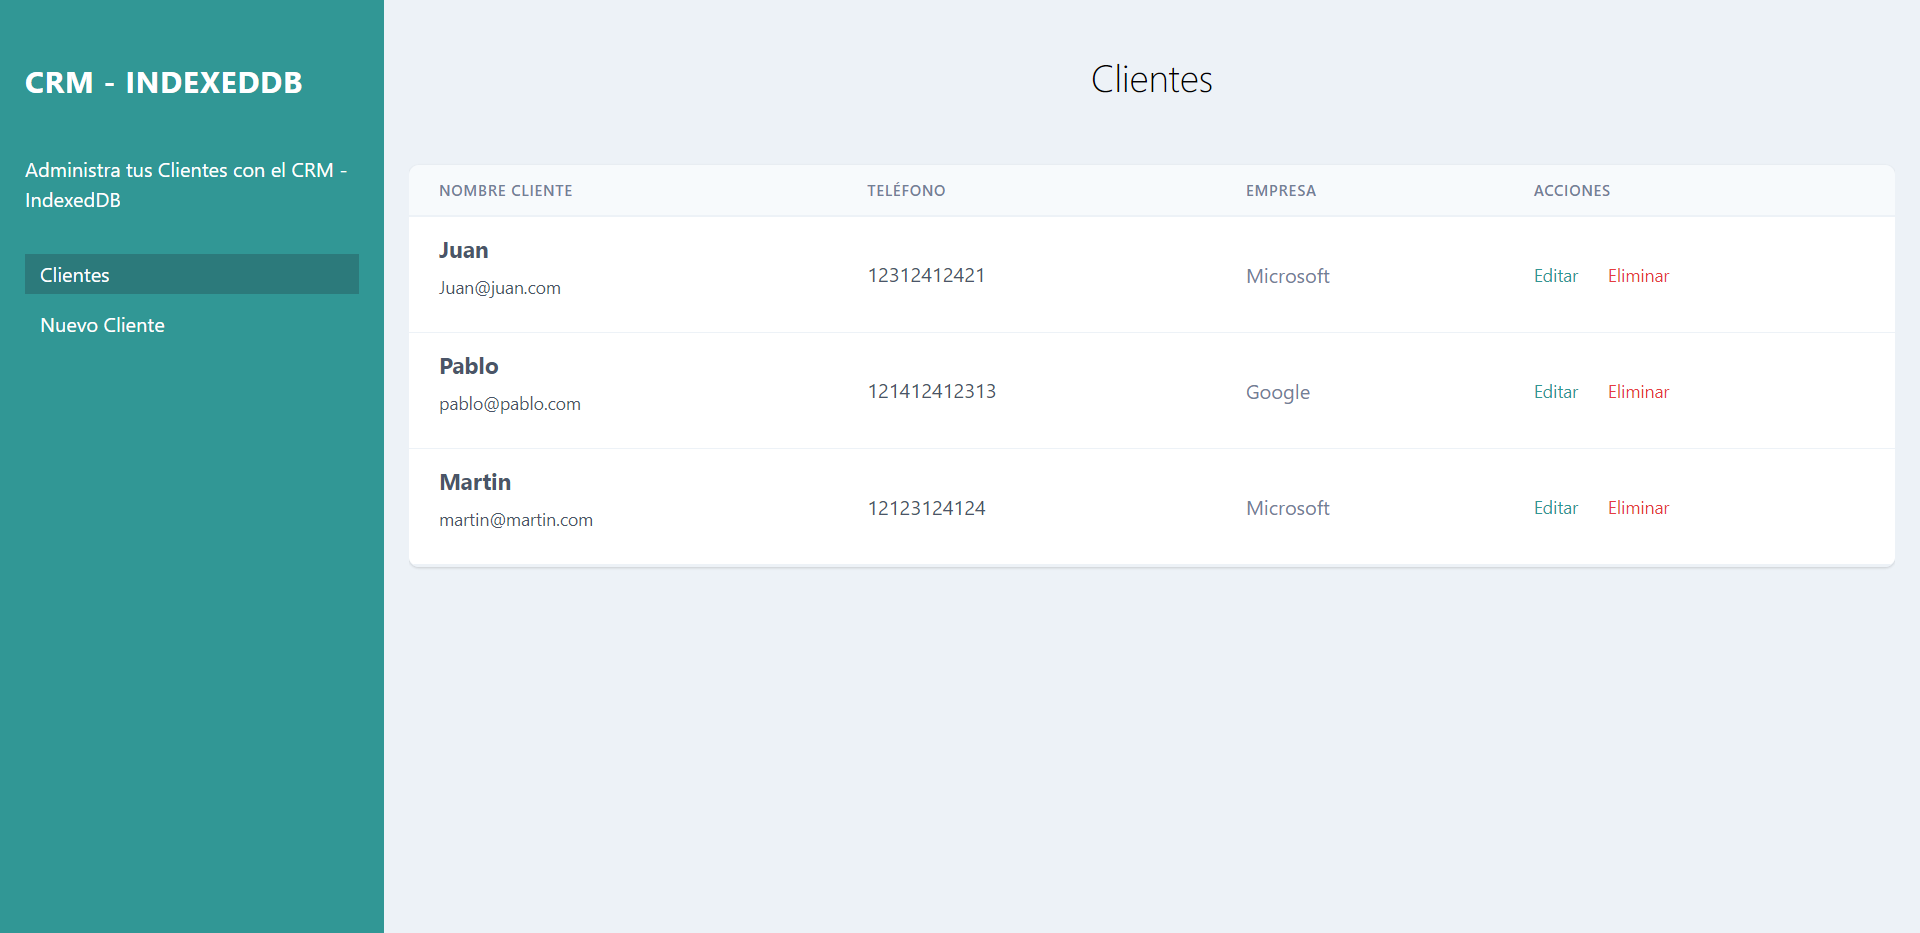 CRM - INDEXEDDB
Administra tus Clientes con el CRM -
IndexedDB
Clientes
Nuevo Cliente
Clientes
NOMBRE CLIENTE TELÉFONO EMPRESA ACCIONES
Juan
Juan@juan.com
12312412421 Microsoft Editar Eliminar
Pablo
pablo@pablo.com
121412412313 Google Editar Eliminar
Martin
martin@martin.com
12123124124 Microsoft Editar Eliminar